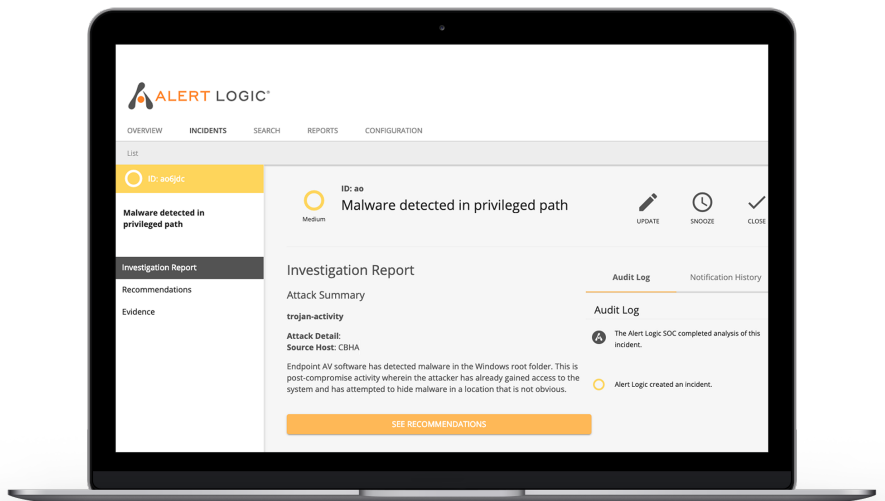 ALERT LOGIC®
OVERVIEW INCIDENTS SEARCH REPORTS CONFIGURATION
List
ID: ao6jdc
Malware detected in
privileged path
Investigation Report
Recommendations
Evidence
ID: ao
Malware detected in privileged path
Medium
UPDATE SNOOZE CLOSE
Investigation Report
Attack Summary
trojan-activity
Attack Detail:
Source Host: CBHA
Endpoint AV software has detected malware in the Windows root folder. This is
post-compromise activity wherein the attacker has already gained access to the
system and has attempted to hide malware in a location that is not obvious.
SEE RECOMMENDATIONS
Audit Log Notification History
Audit Log
The Alert Logic SOC completed analysis of this
incident.
Alert Logic created an incident.